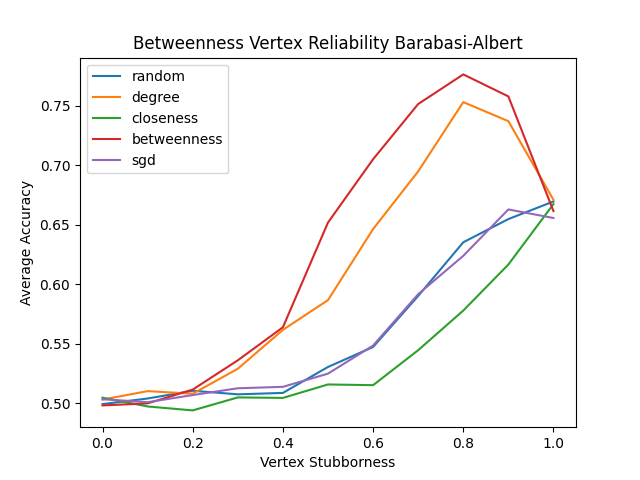 Betweenness Vertex Reliability Barabasi-Albert
random
degree
closeness
betweenness
sgd
0.75
0.70
0.65
0.60
0.55
0.50
Average Accuracy
0.0 0.2 0.4 0.6 0.8 1.0
Vertex Stubborness